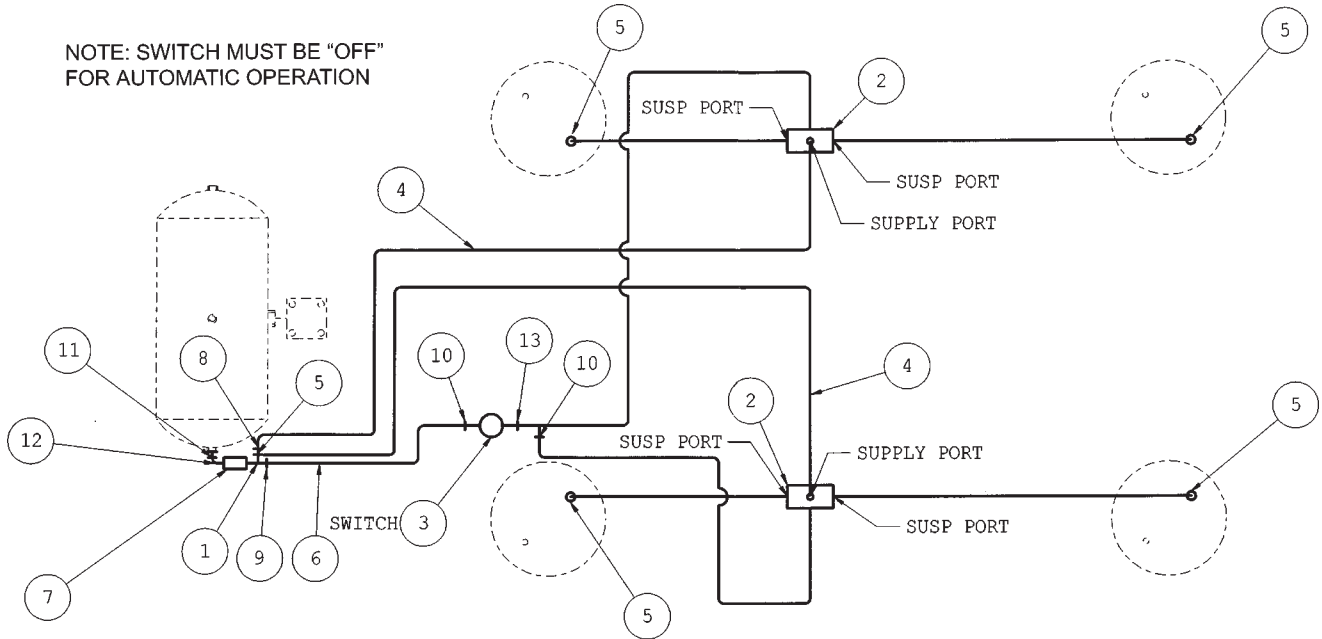 NOTE: SWITCH MUST BE “OFF”
FOR AUTOMATIC OPERATION
5
5
2
SUSP PORT
SUSP PORT
4
SUPPLY PORT
11
8
5
10
13
10
4
12
2
5
SUSP PORT
SUPPLY PORT
SWITCH 3
SUSP PORT
1
9
6
7
5